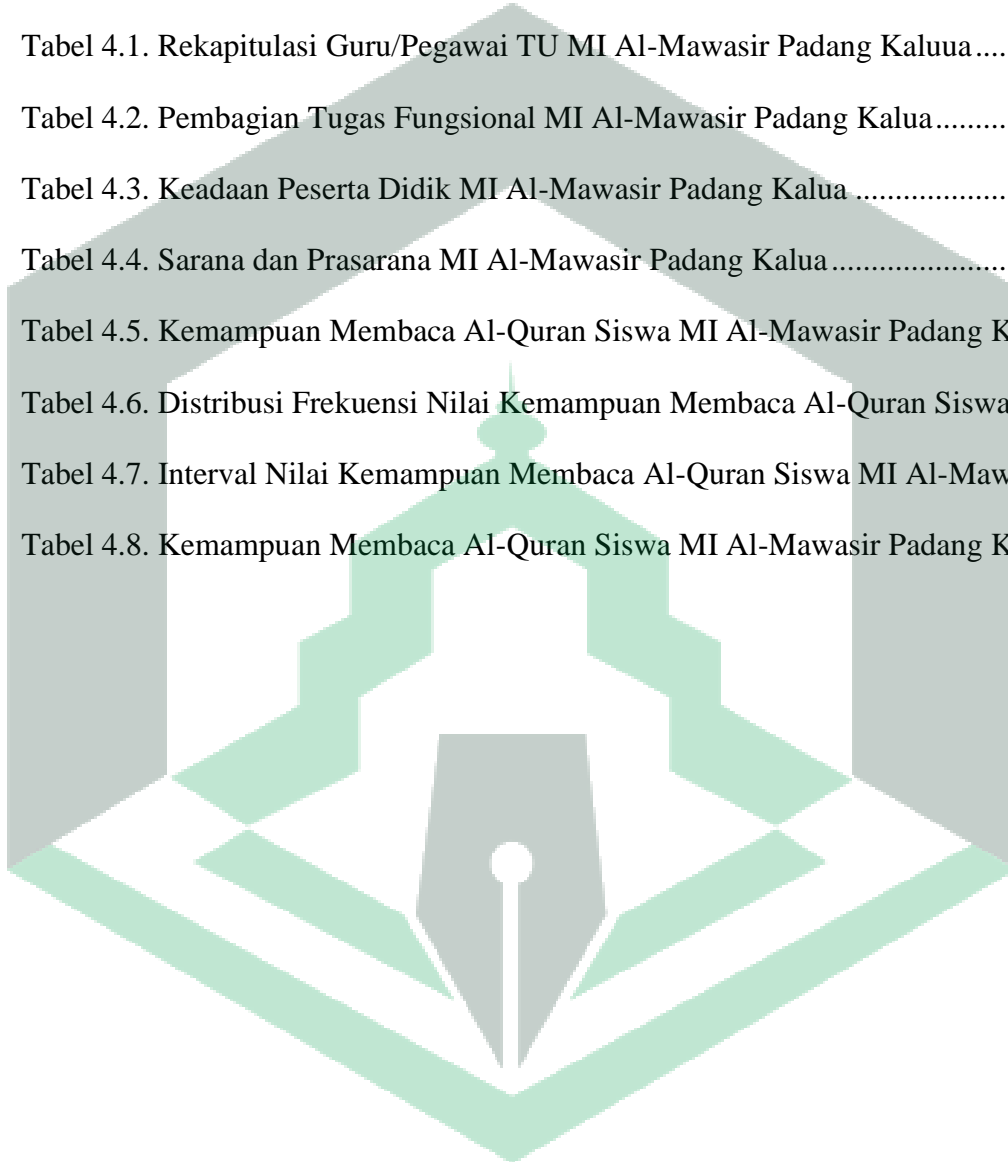 Tabel 4.1. Rekapitulasi Guru/Pegawai TU MI Al-Mawasir Padang Kaluua....
Tabel 4.2. Pembagian Tugas Fungsional MI Al-Mawasir Padang Kalua.........
Tabel 4.3. Keadaan Peserta Didik MI Al-Mawasir Padang Kalua ...................
Tabel 4.4. Sarana dan Prasarana MI Al-Mawasir Padang Kalua......................
Tabel 4.5. Kemampuan Membaca Al-Quran Siswa MI Al-Mawasir Padang K
Tabel 4.6. Distribusi Frekuensi Nilai Kemampuan Membaca Al-Quran Siswa
Tabel 4.7. Interval Nilai Kemampuan Membaca Al-Quran Siswa MI Al-Maw
Tabel 4.8. Kemampuan Membaca Al-Quran Siswa MI Al-Mawasir Padang K